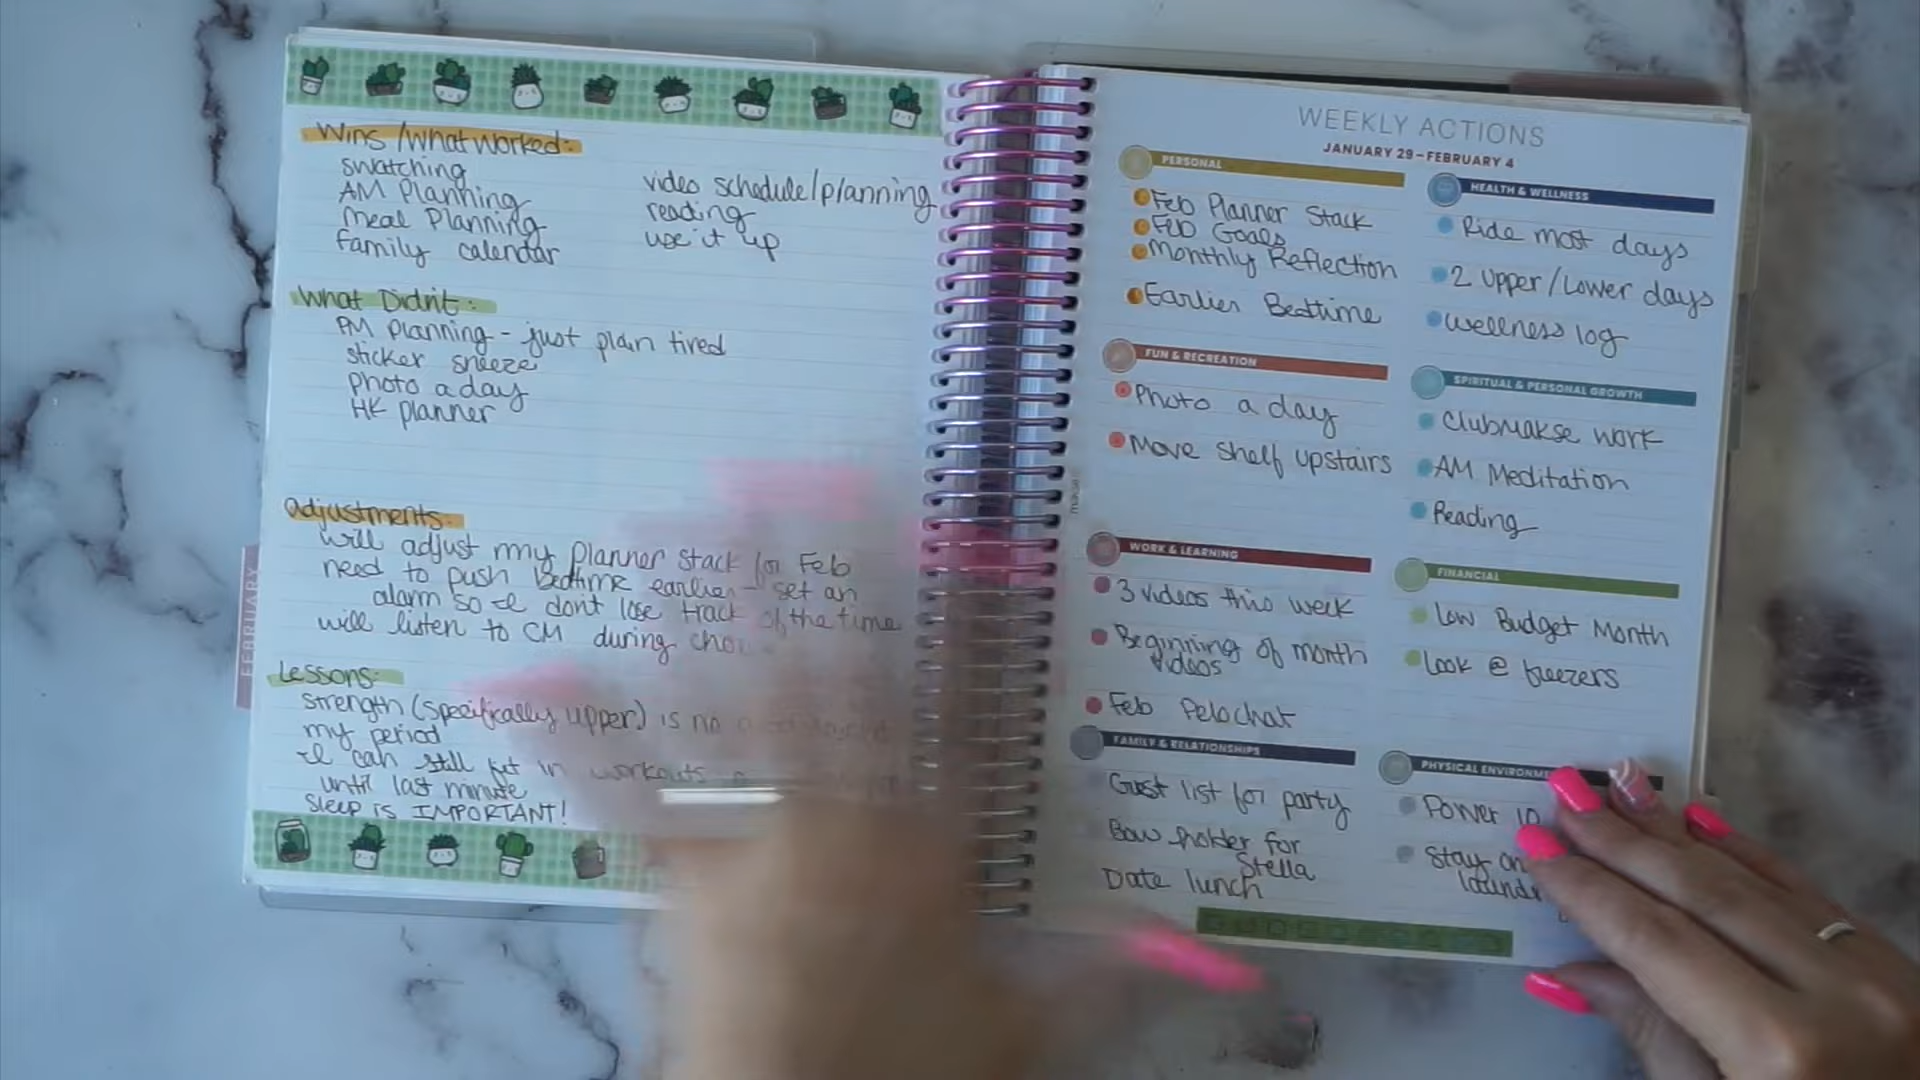 Wins/What Worked:
swatching
AM Planning
Meal Planning
family calendar
video schedule/planning
reading
use it up
What Didn't:
PM Planning - just plain tired
sticker sneeze
photo a day
HK planner
Adjustments:
will adjust my planner stack for Feb
need to push bedtime earlier - set an
alarm so I don't lose track of the time
will listen to CM during
Lessons:
strength (specifically upper) is no
my period
I can still fit in workouts
until last minute
Sleep is IMPORTANT!
FEBRUARY
WEEKLY ACTIONS
JANUARY 29-FEBRUARY 4
PERSONAL
Feb Planner Stack
Feb Goals
Monthly Reflection
Earlier Bedtime
FUN & RECREATION
Photo a day
Move shelf upstairs
WORK & LEARNING
3 videos this week
Beginning of month
videos
Feb Pelochat
FAMILY & RELATIONSHIPS
Guest list for party
Bow holder for
Stella
Date lunch
HEALTH & WELLNESS
Ride most days
2 Upper/Lower days
Wellness log
SPIRITUAL & PERSONAL GROWTH
Clubmakse work
AM Meditation
Reading
FINANCIAL
Low Budget Month
Look @ freezers
PHYSICAL
Power 10
Stay on